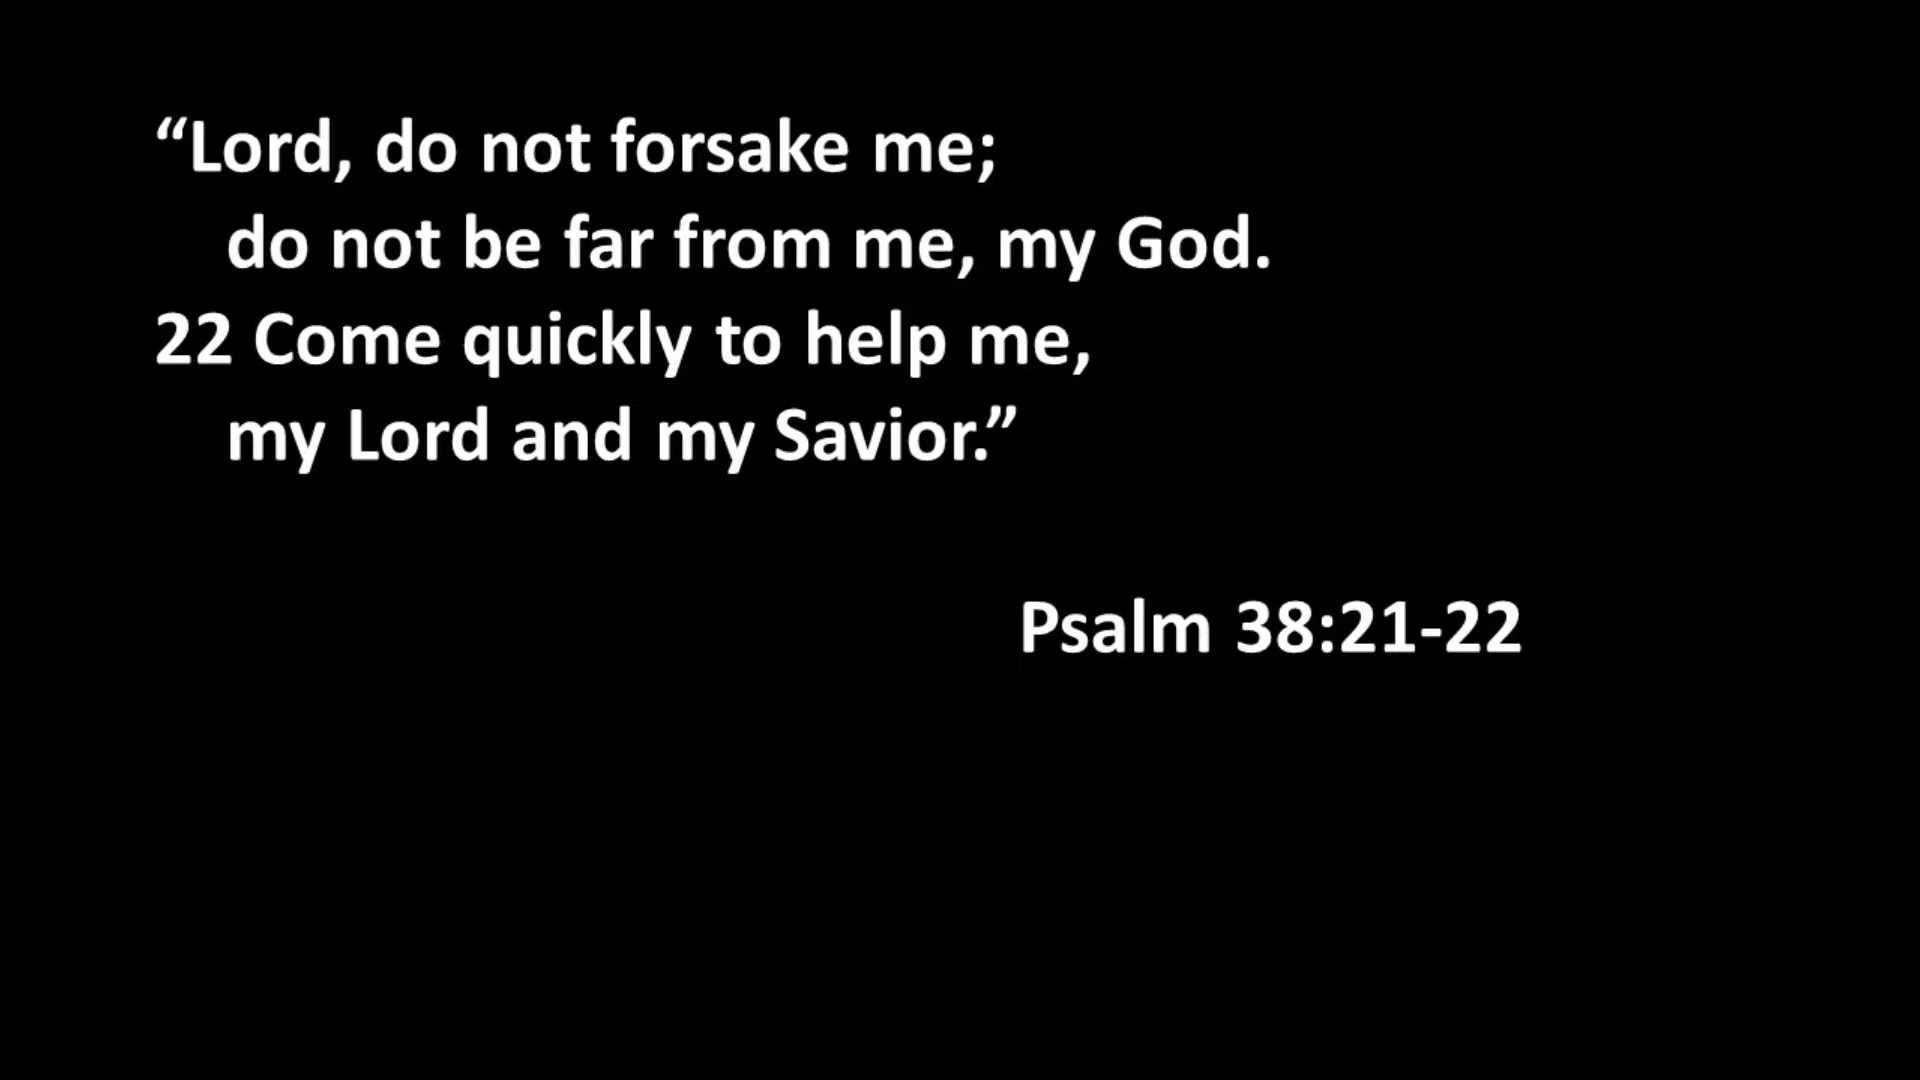 “Lord, do not forsake me;
do not be far from me, my God.
22 Come quickly to help me,
my Lord and my Savior.”
Psalm 38:21-22